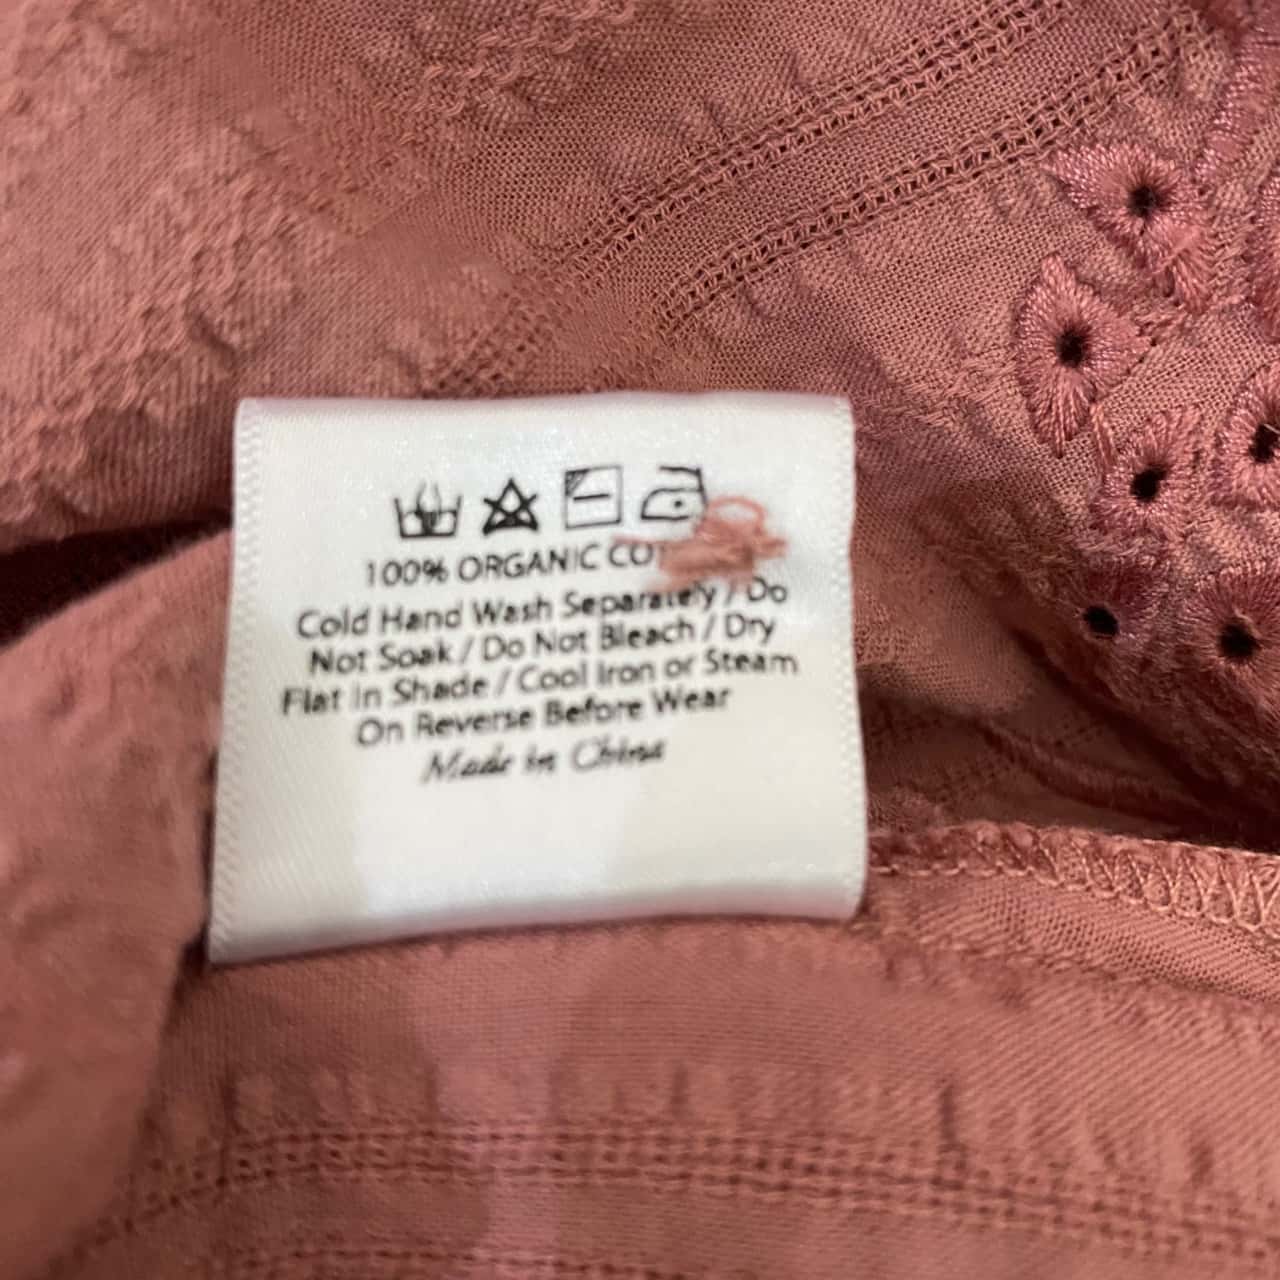 100% ORGANIC CO
Cold Hand Wash Separately / Do
Not Soak / Do Not Bleach / Dry
Flat In Shade / Cool Iron or Steam
On Reverse Before Wear
Made in China